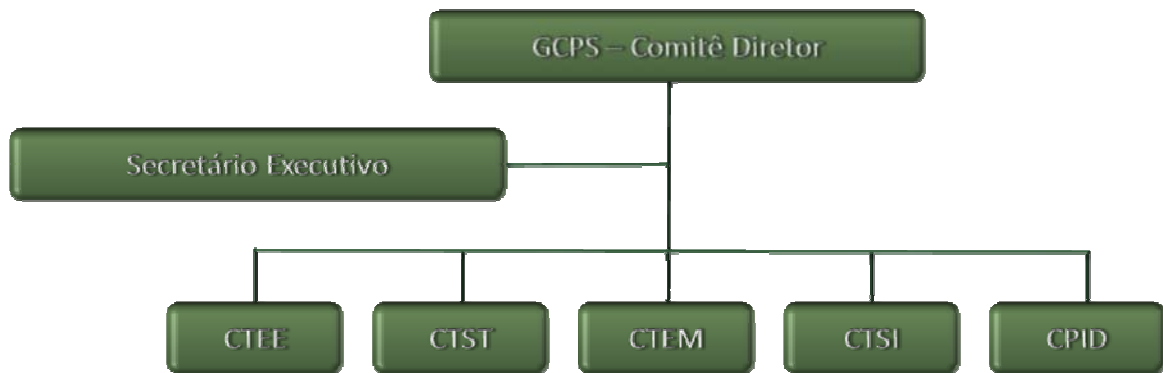 GCPS – Comitê Diretor
Secretário Executivo
CTEE
CTST
CTEM
CTSI
CPID